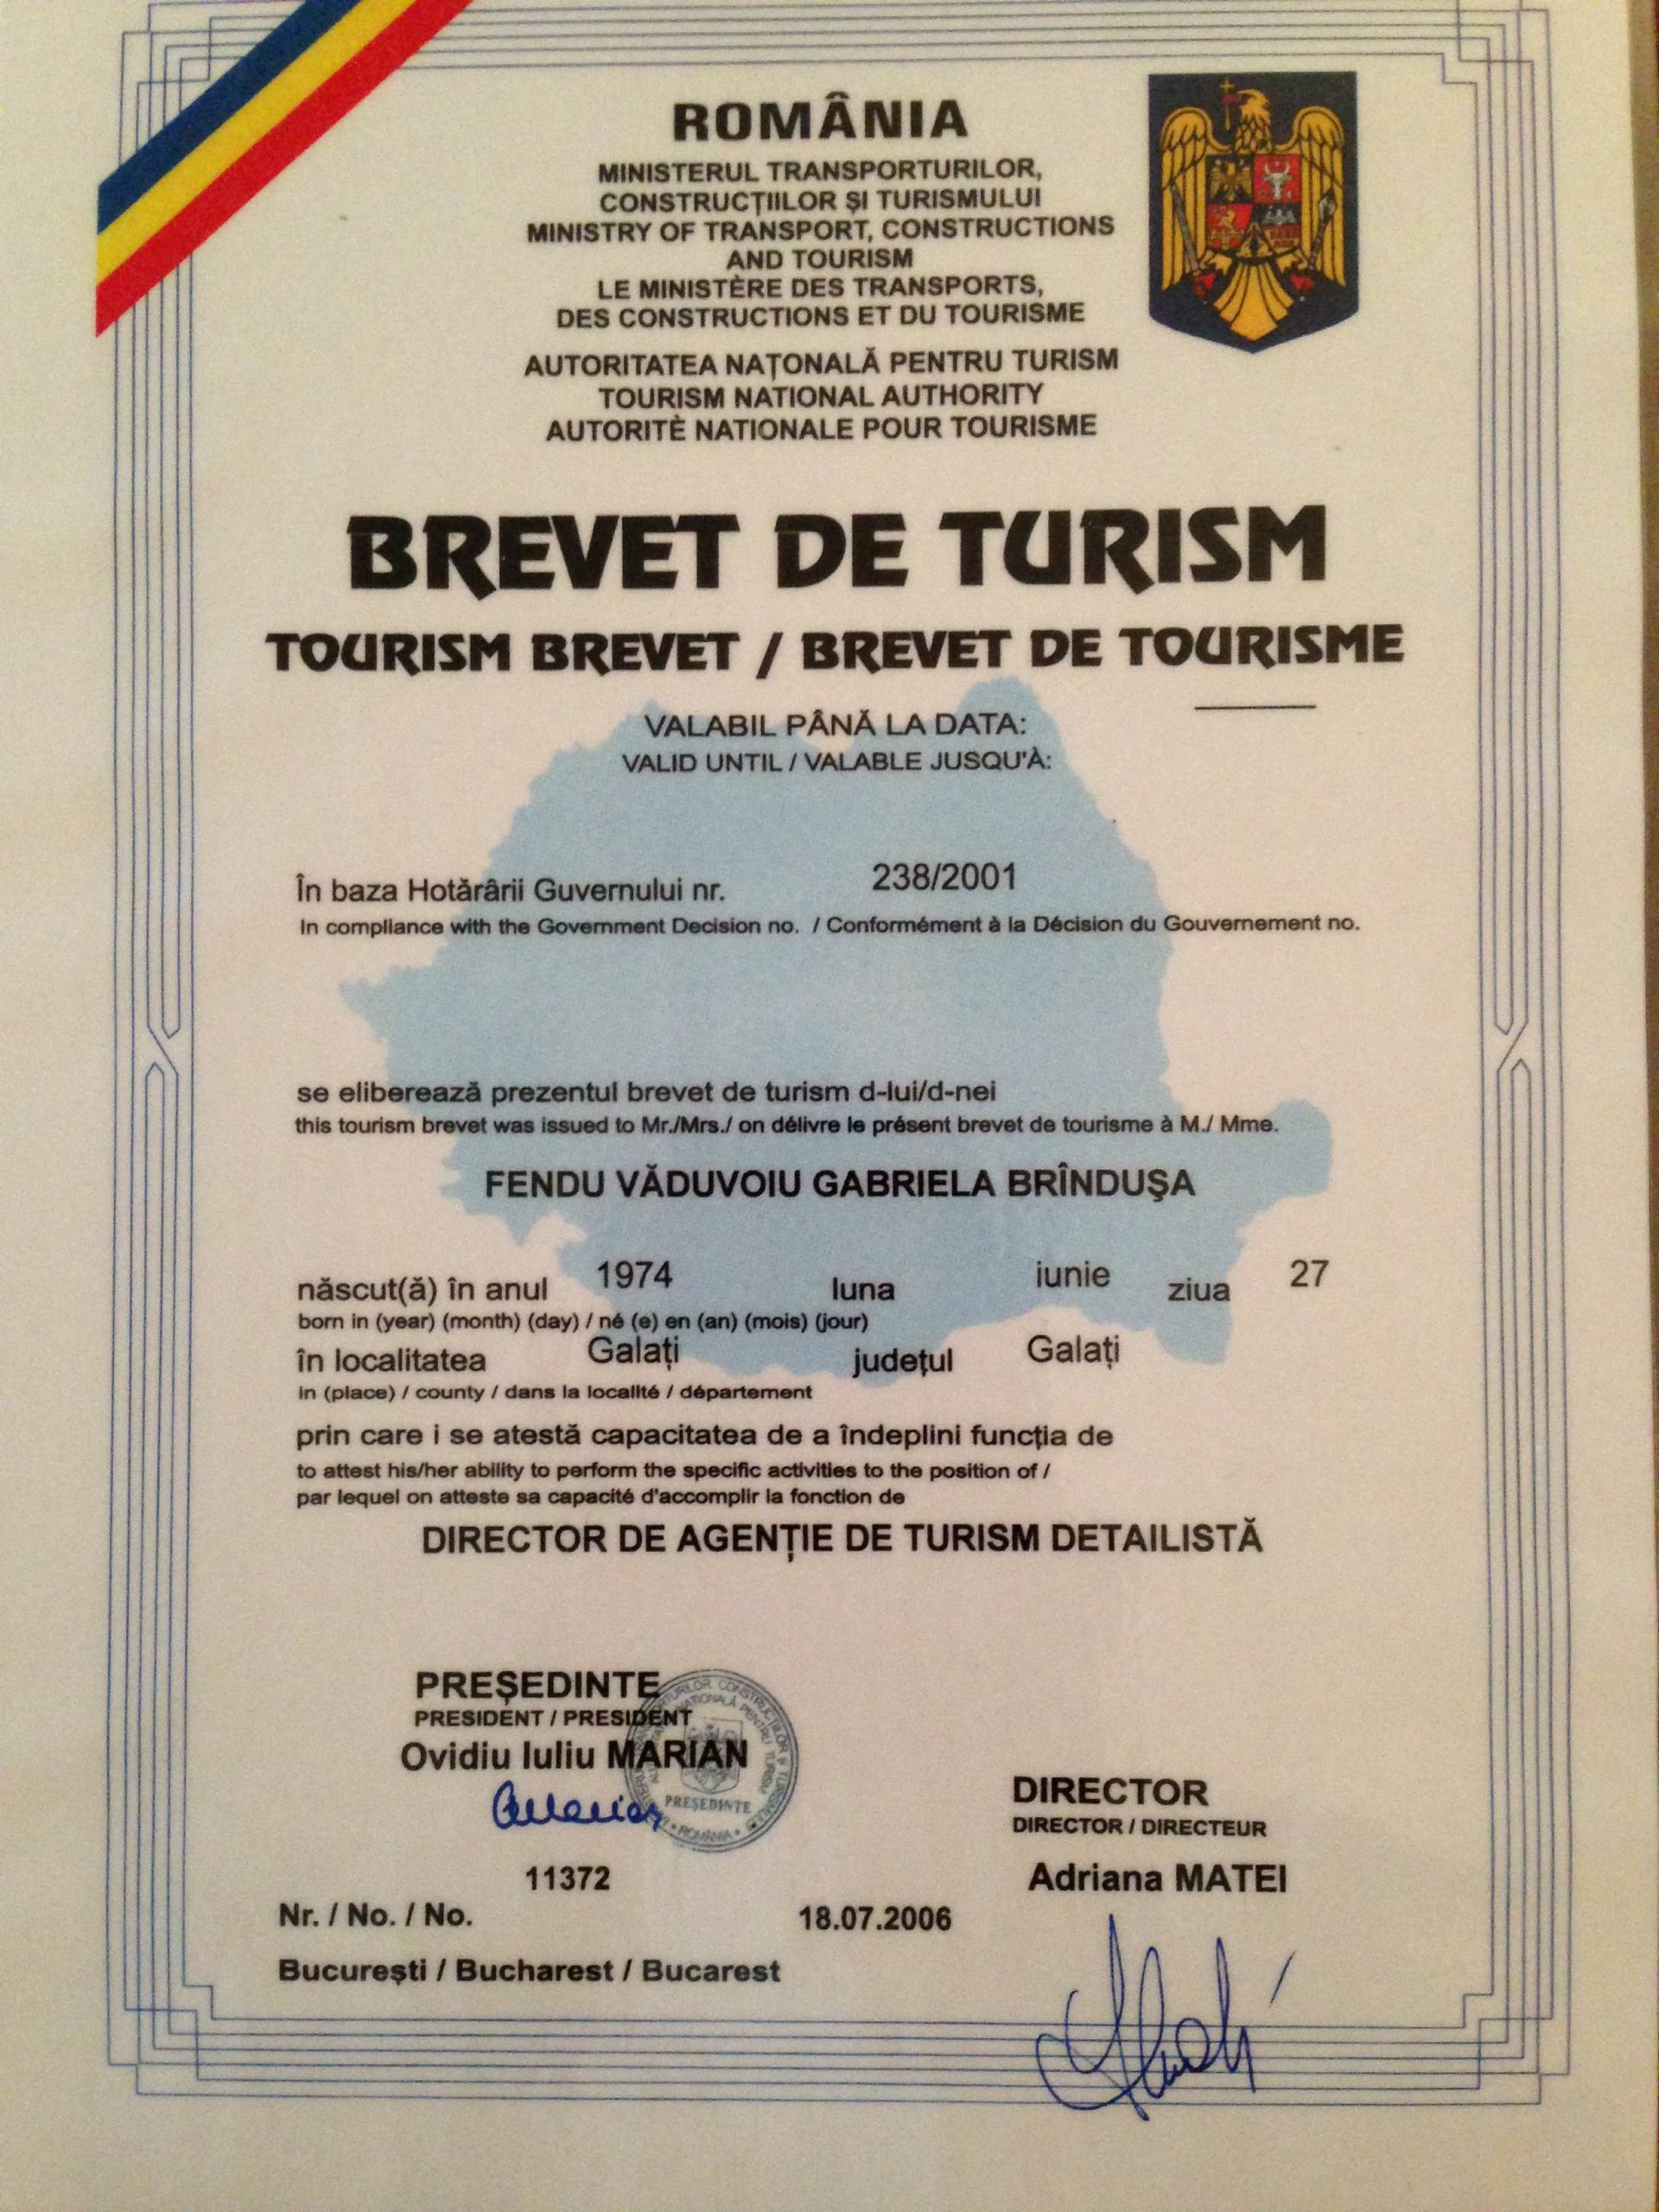 ROMÂNIA
MINISTERUL TRANSPORTURILOR,
CONSTRUCȚIILOR ȘI TURISMULUI
MINISTRY OF TRANSPORT, CONSTRUCTIONS
AND TOURISM
LE MINISTÈRE DES TRANSPORTS,
DES CONSTRUCTIONS ET DU TOURISME
AUTORITATEA NAȚONALĂ PENTRU TURISM
TOURISM NATIONAL AUTHORITY
AUTORITÈ NATIONALE POUR TOURISME
BREVET DE TURISM
TOURISM BREVET / BREVET DE TOURISME
VALABIL PÂNĂ LA DATA:
VALID UNTIL / VALABLE JUSQU'À:
În baza Hotărârii Guvernului nr. 238/2001
In compliance with the Government Decision no. / Conformément à la Décision du Gouvernement no.
se eliberează prezentul brevet de turism d-lui/d-nei
this tourism brevet was issued to Mr./Mrs./ on délivre le présent brevet de tourisme à M./ Mme.
FENDU VĂDUVOIU GABRIELA BRÎNDUŞA
născut(ă) în anul 1974 luna iunie ziua 27
born in (year) (month) (day) / né (e) en (an) (mois) (jour)
în localitatea Galați județul Galați
in (place) / county / dans la localité / département
prin care i se atestă capacitatea de a îndeplini funcția de
to attest his/her ability to perform the specific activities to the position of /
par lequel on atteste sa capacité d'accomplir la fonction de
DIRECTOR DE AGENȚIE DE TURISM DETAILISTĂ
PREȘEDINTE
PRESIDENT / PRESIDENT
Ovidiu Iuliu MARIAN
PREȘEDINTE
ROMÂNIA
DIRECTOR
DIRECTOR / DIRECTEUR
Adriana MATEI
11372
Nr. / No. / No. 18.07.2006
București / Bucharest / Bucarest